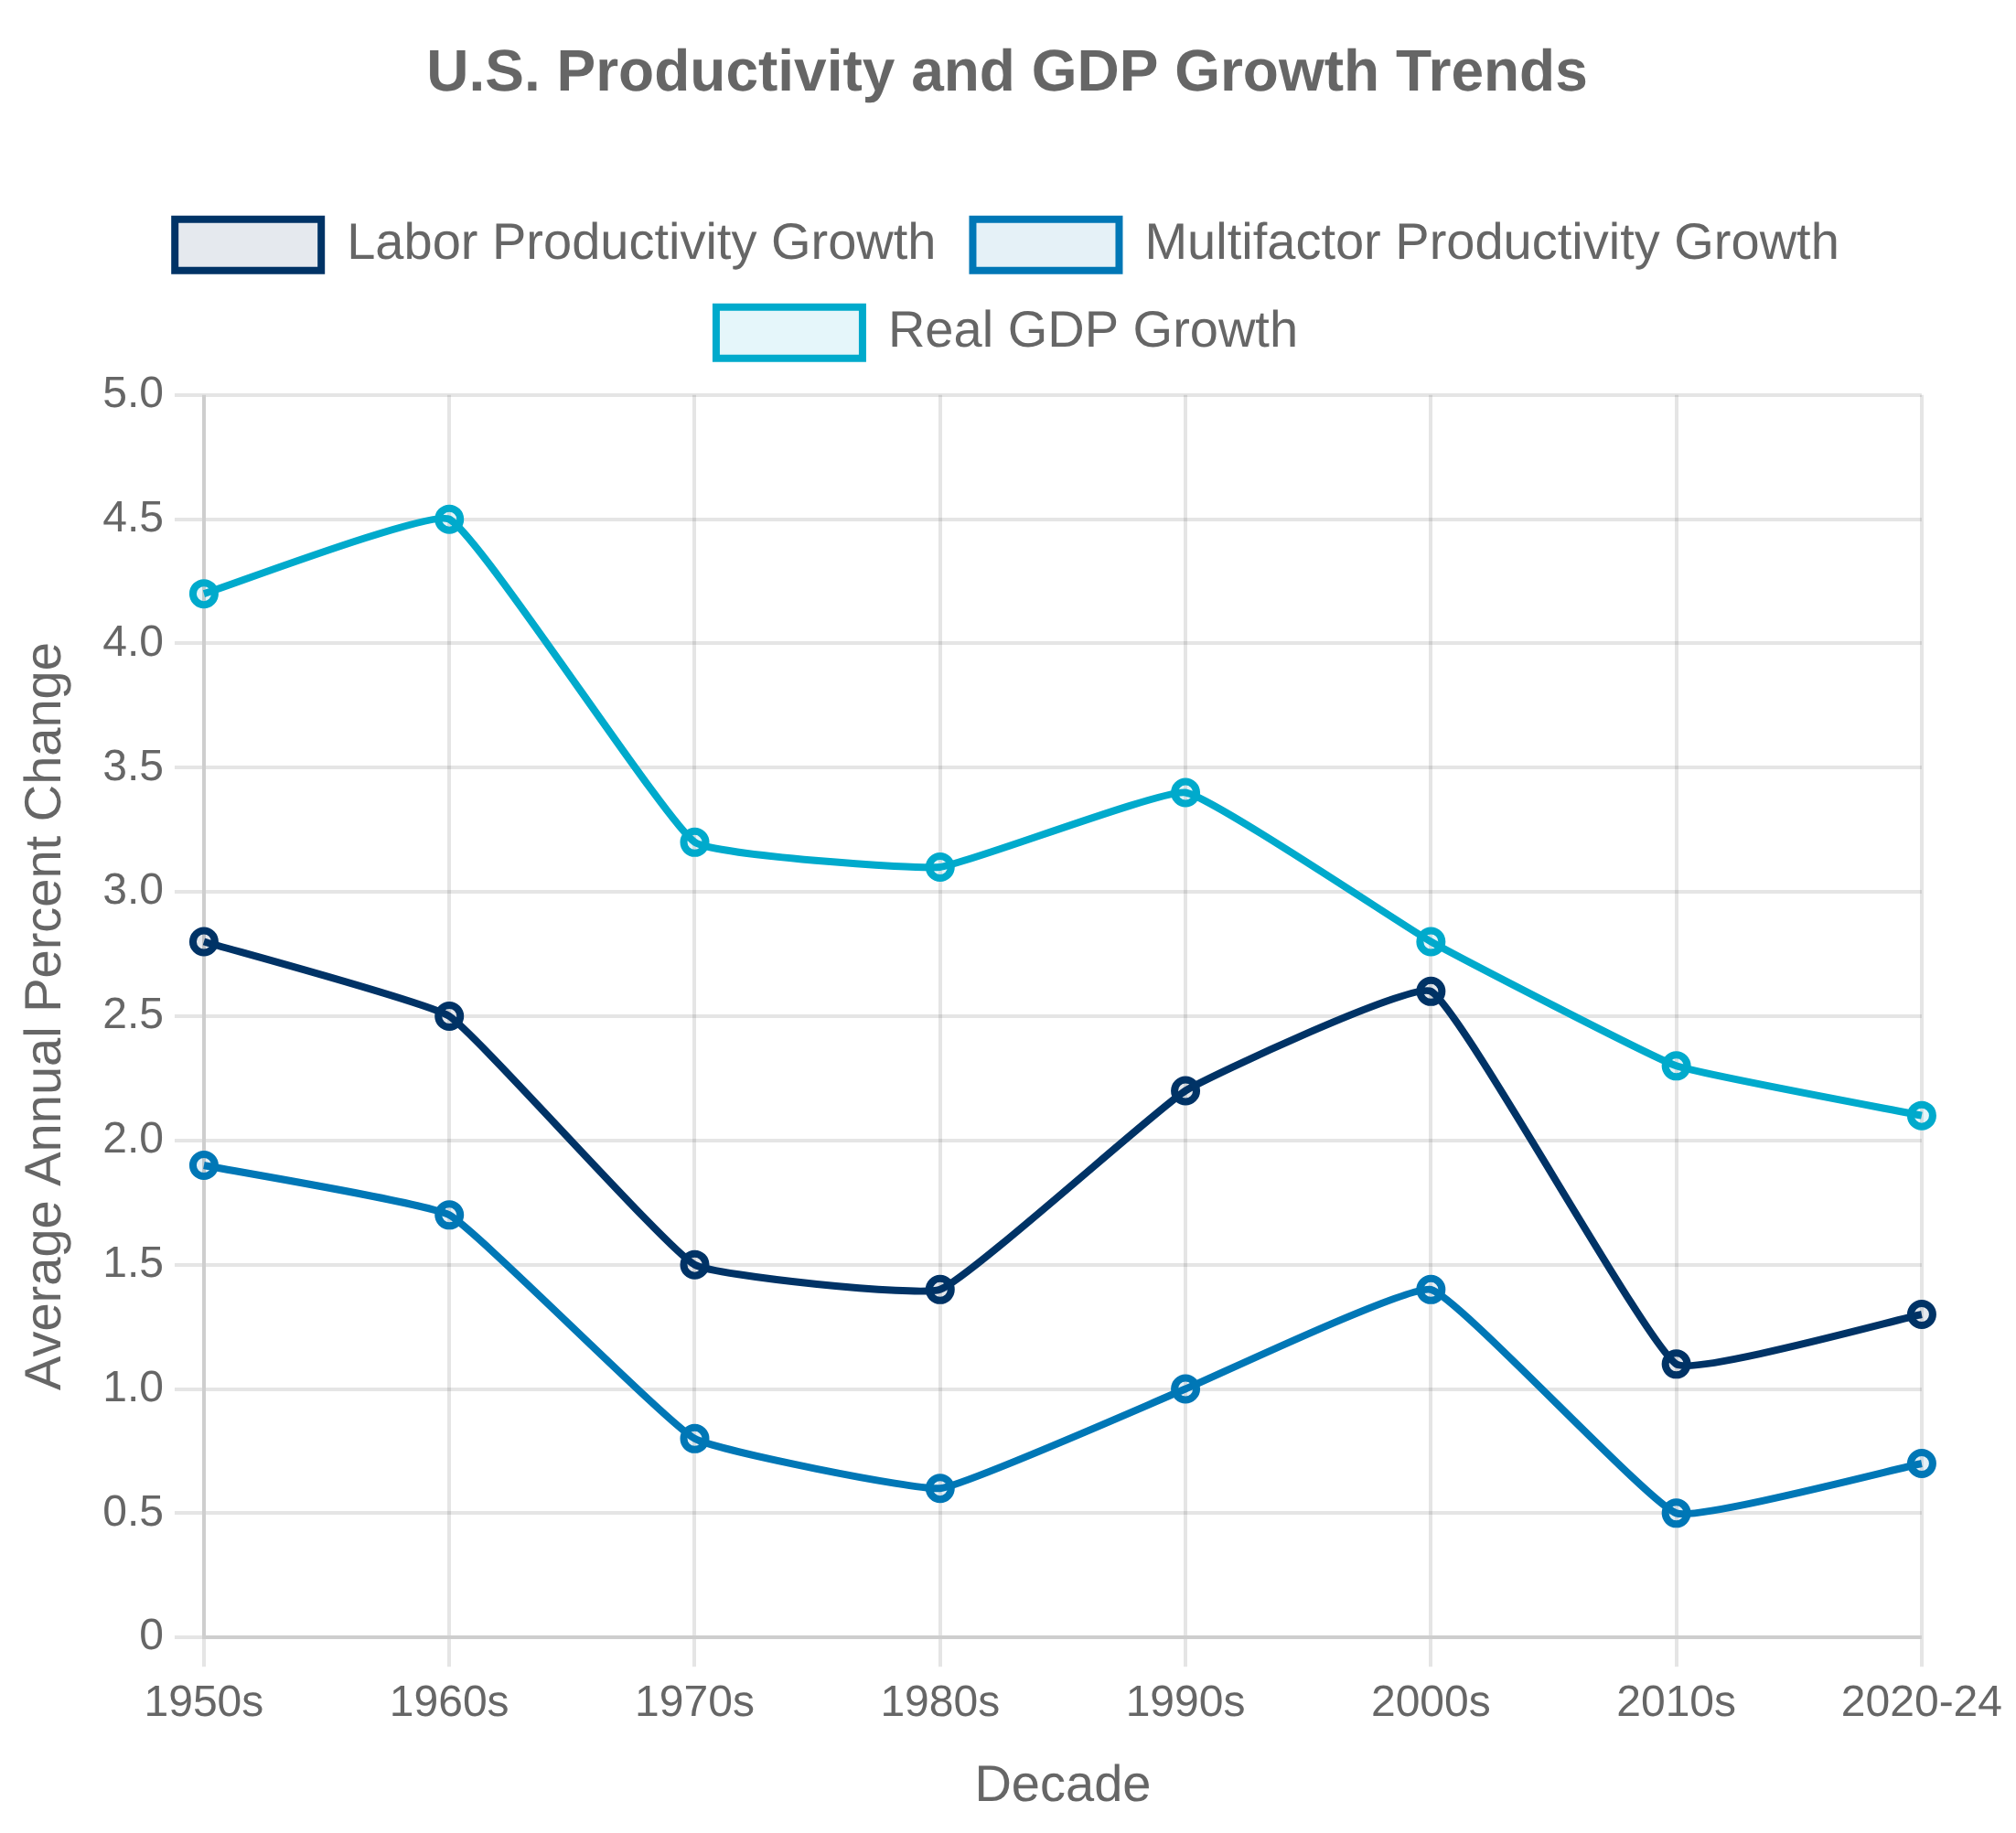 U.S. Productivity and GDP Growth Trends
Labor Productivity Growth
Multifactor Productivity Growth
Real GDP Growth
Average Annual Percent Change
5.0
4.5
4.0
3.5
3.0
2.5
2.0
1.5
1.0
0.5
0
1950s 1960s 1970s 1980s 1990s 2000s 2010s 2020-24
Decade